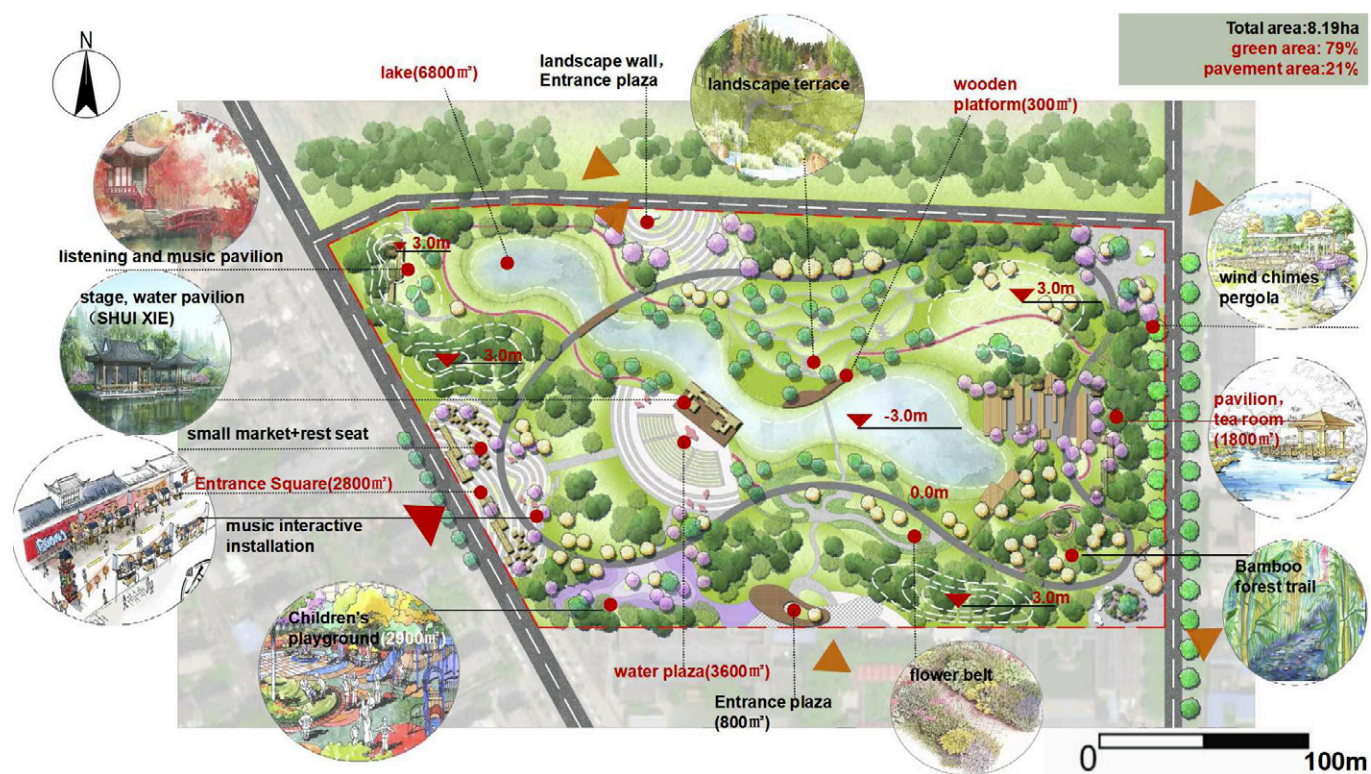 N
Total area:8.19ha
green area: 79%
pavement area:21%
lake(6800㎡)
landscape wall,
Entrance plaza
landscape terrace
wooden
platform(300㎡)
listening and music pavilion
3.0m
3.0m
wind chimes
pergola
stage, water pavilion
(SHUI XIE)
3.0m
-3.0m
pavilion,
tea room
(1800㎡)
small market+rest seat
Entrance Square(2800㎡)
0.0m
music interactive
installation
Bamboo
forest trail
3.0m
Children's
playground(2900㎡)
water plaza(3600㎡)
flower belt
Entrance plaza
(800㎡)
0
100m